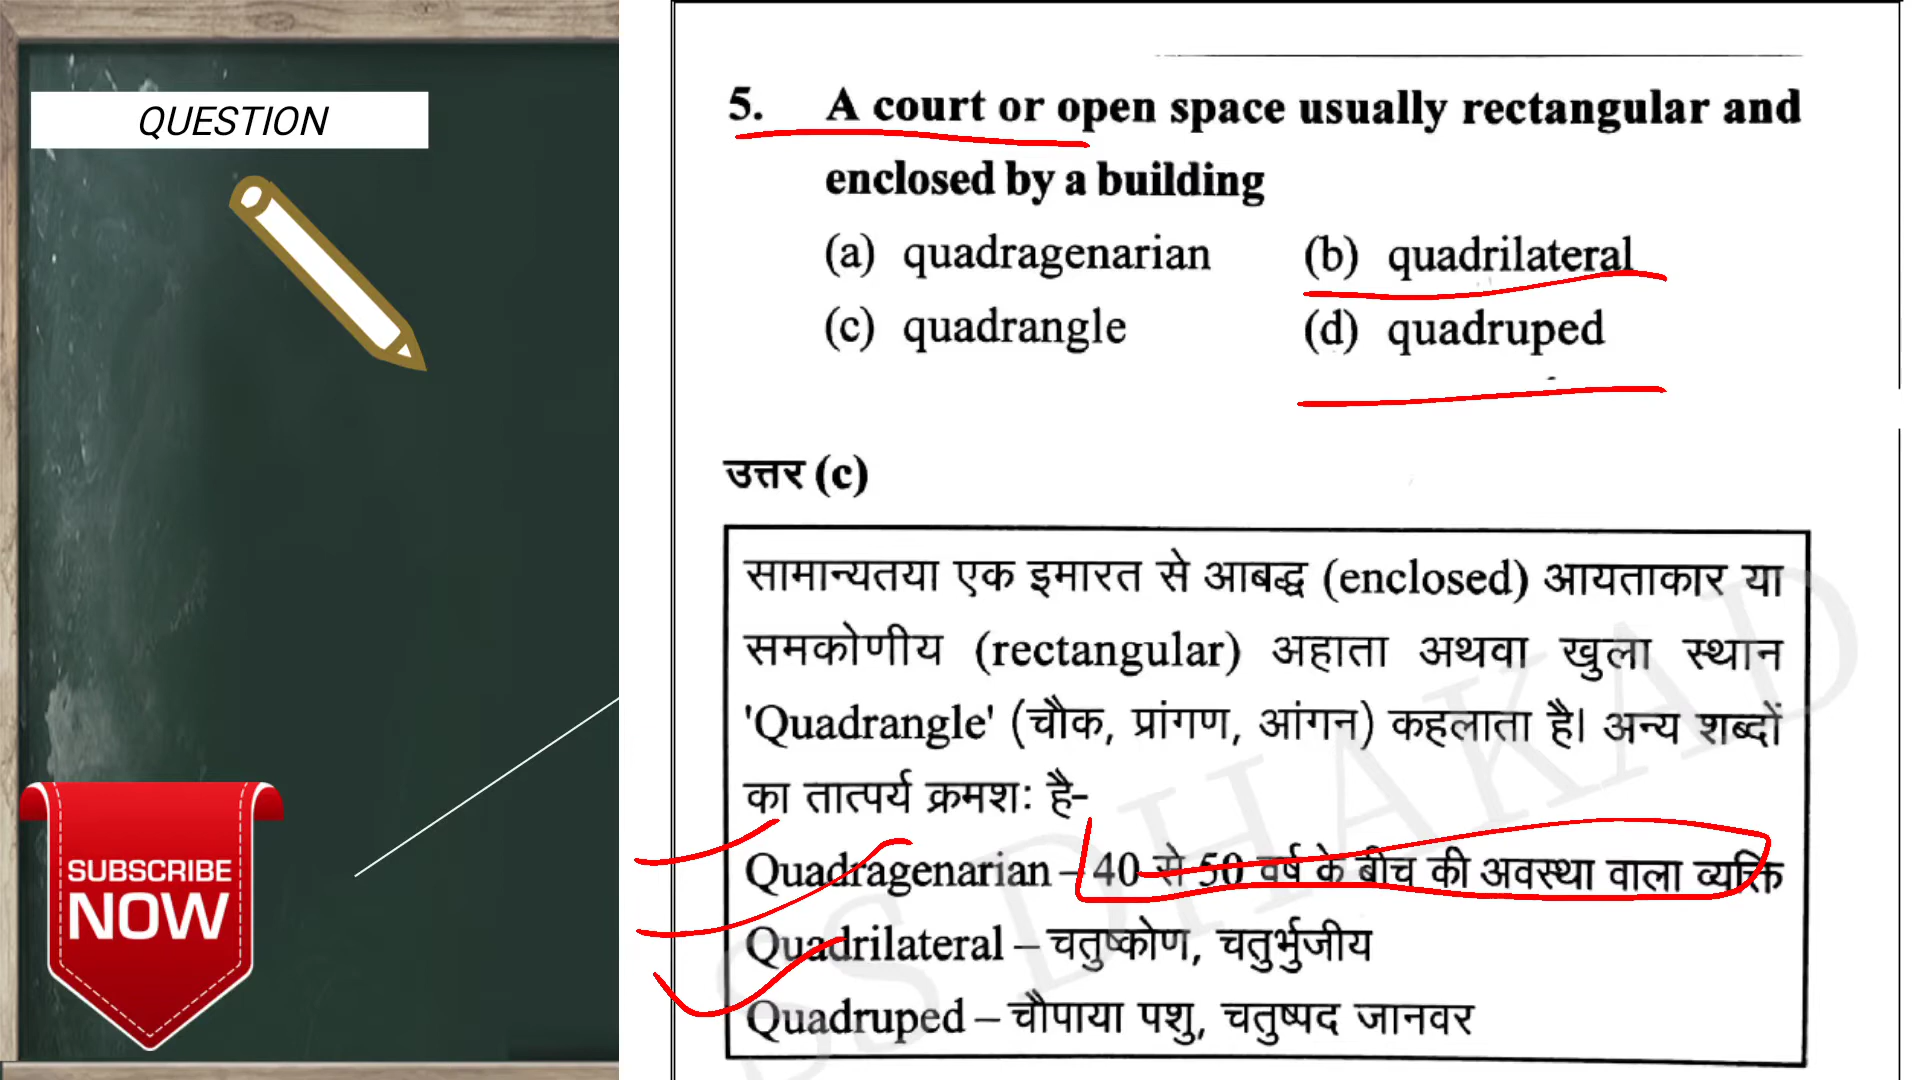 QUESTION
5. A court or open space usually rectangular and
enclosed by a building
(a) quadragenarian (b) quadrilateral
(c) quadrangle (d) quadruped
उत्तर (c)
सामान्यतया एक इमारत से आबद्ध (enclosed) आयताकार या
समकोणीय (rectangular) अहाता अथवा खुला स्थान
'Quadrangle' (चौक, प्रांगण, आंगन) कहलाता है। अन्य शब्दों
का तात्पर्य क्रमशः है-
Quadragenarian – 40 से 50 वर्ष के बीच की अवस्था वाला व्यक्ति
Quadrilateral – चतुष्कोण, चतुर्भुजीय
Quadruped – चौपाया पशु, चतुष्पद जानवर
SS DHAKAD
SUBSCRIBE
NOW